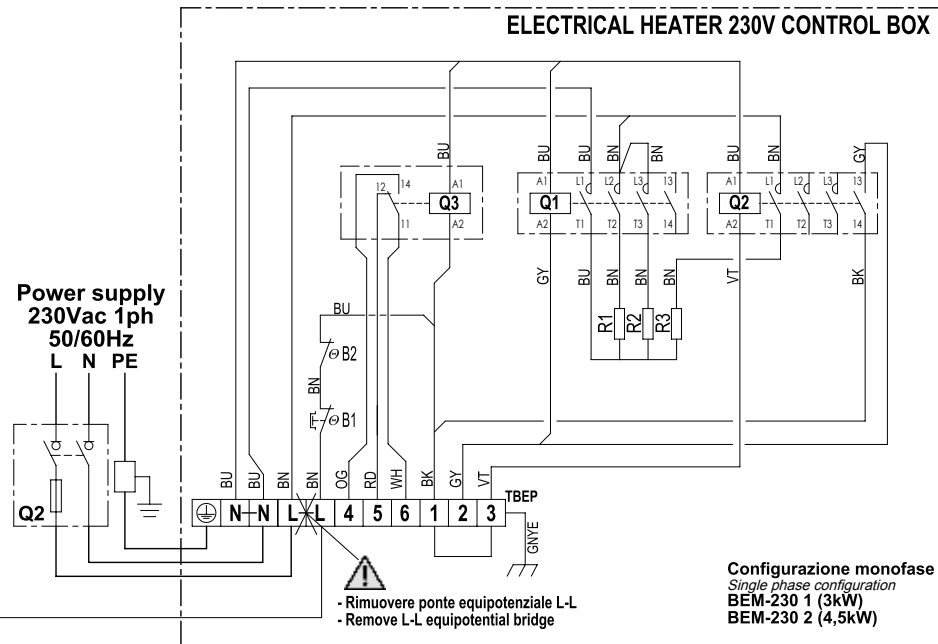 ELECTRICAL HEATER 230V CONTROL BOX
BU
BU
BU
BN
BN
BU
BN
GY
12
14
A1
Q3
11
A2
A1
L1
L2
L3
13
Q1
A2
T1
T2
T3
14
A1
L1
L2
L3
13
Q2
A2
T1
T2
T3
14
GY
BU
BN
BN
BN
VT
BK
Power supply
230Vac 1ph
50/60Hz
L N PE
BU
R1
R2
R3
B2
BN
B1
Q2
BU
BU
BN
BN
OG
RD
WH
BK
GY
VT
TBEP
N N L L 4 5 6 1 2 3
GNYE
- Rimuovere ponte equipotenziale L-L
- Remove L-L equipotential bridge
Configurazione monofase
Single phase configuration
BEM-230 1 (3kW)
BEM-230 2 (4,5kW)